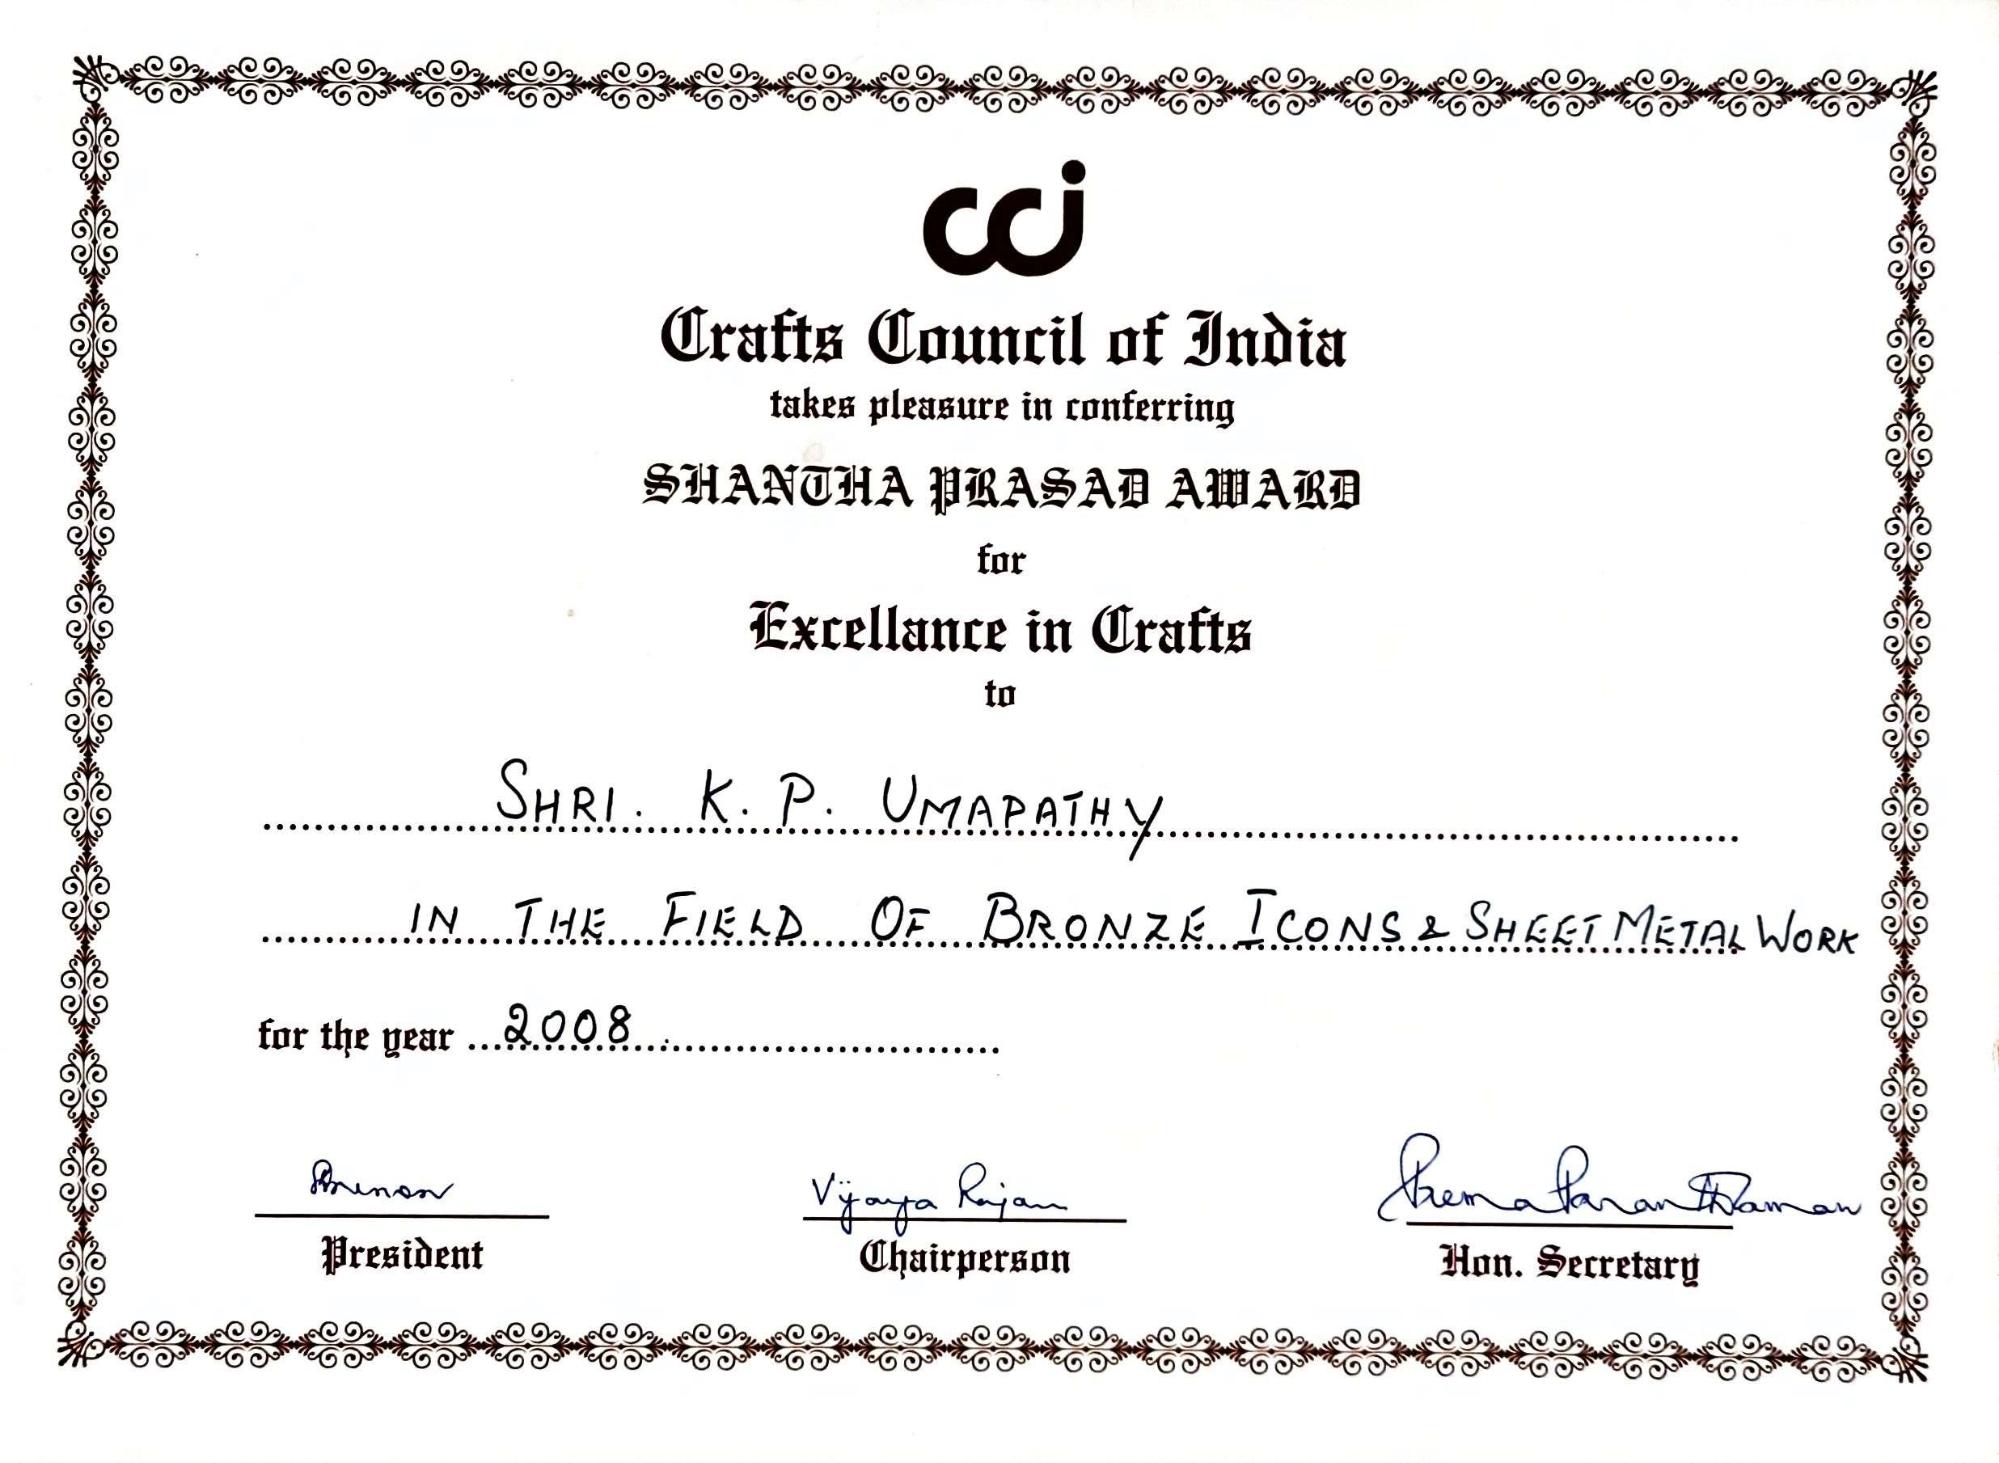 cci
Crafts Council of India
takes pleasure in conferring
SHANTHA PRASAD AWARD
for
Excellance in Crafts
to
SHRI. K. P. UMAPATHY
IN THE FIELD OF BRONZE ICONS & SHEET METAL WORK
for the year 2008
Vijaya Rajan
President Chairperson Hon. Secretary